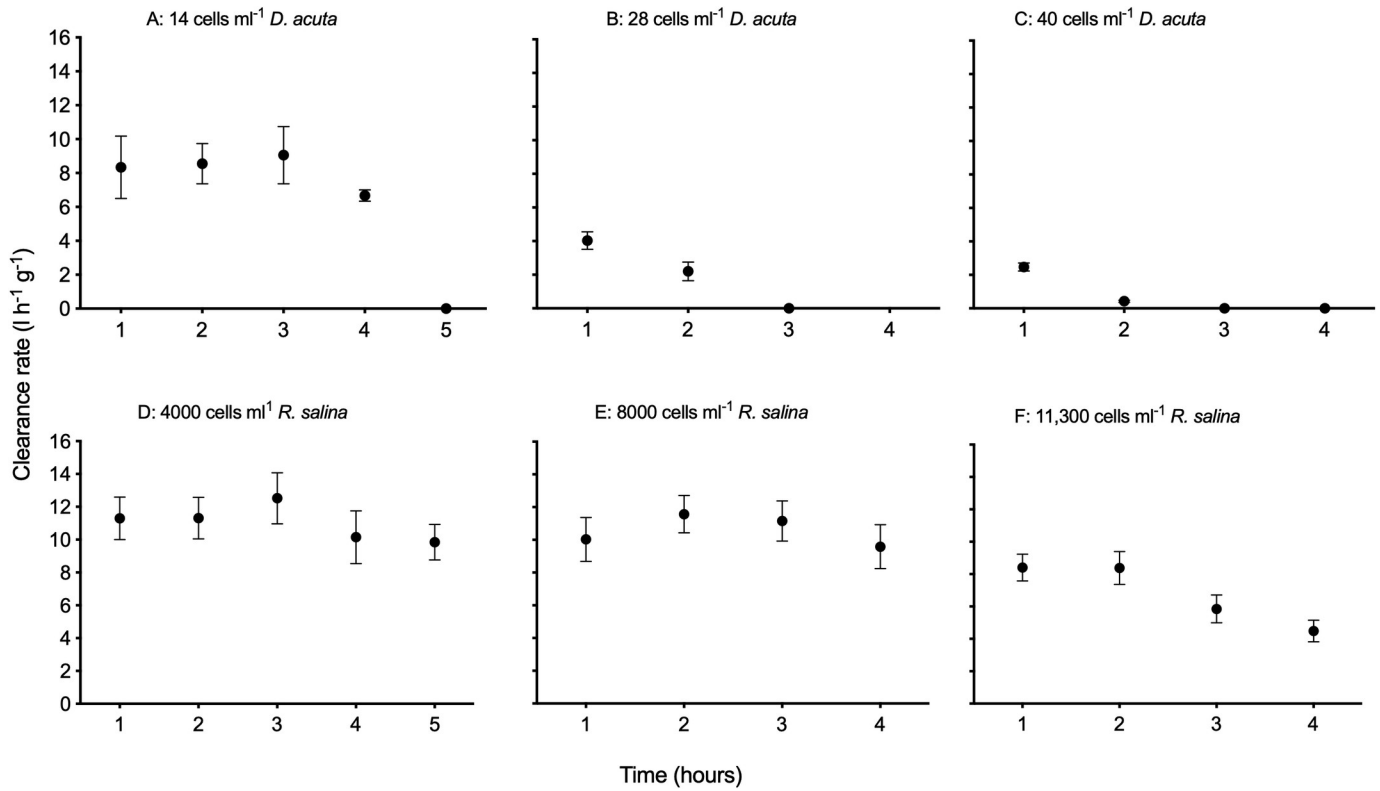 A: 14 cells ml⁻¹ D. acuta
B: 28 cells ml⁻¹ D. acuta
C: 40 cells ml⁻¹ D. acuta
16
14
12
10
8
6
4
2
0
1 2 3 4 5
1 2 3 4
1 2 3 4
Clearance rate (l h⁻¹ g⁻¹)
D: 4000 cells ml¹ R. salina
E: 8000 cells ml⁻¹ R. salina
F: 11,300 cells ml⁻¹ R. salina
16
14
12
10
8
6
4
2
0
1 2 3 4 5
1 2 3 4
1 2 3 4
Time (hours)